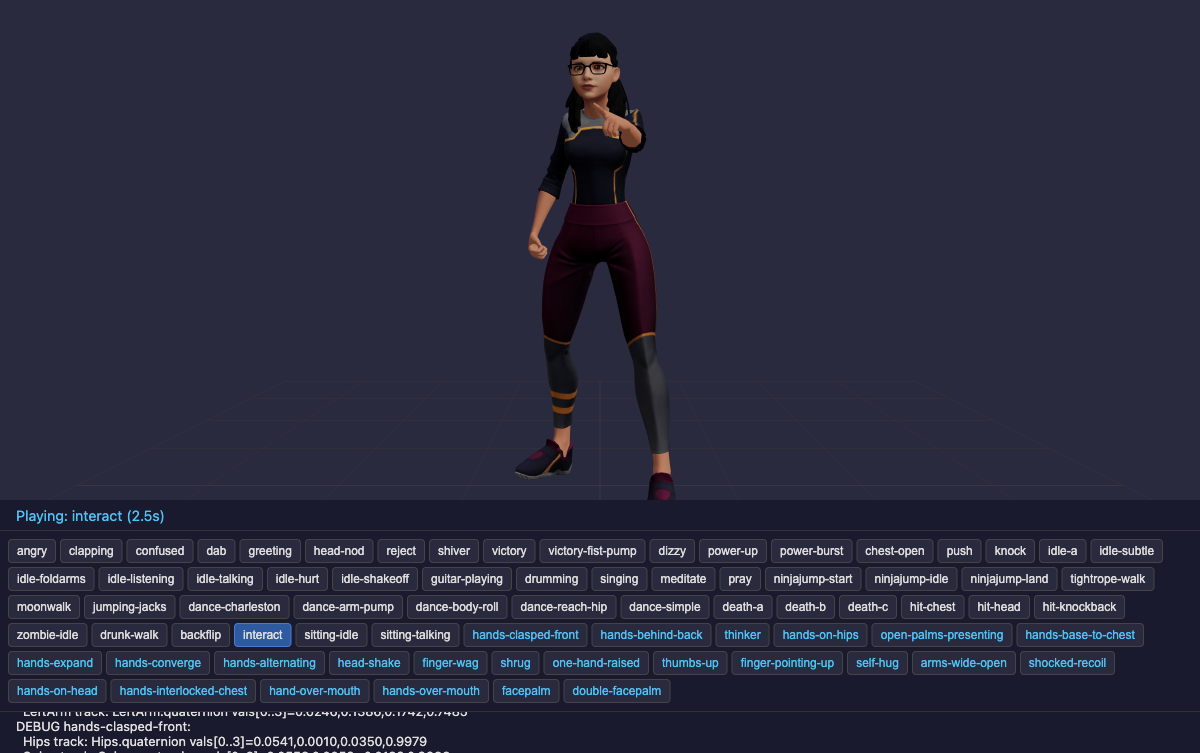 Playing: interact (2.5s)
angry clapping confused dab greeting head-nod reject shiver victory victory-fist-pump dizzy power-up power-burst chest-open push knock idle-a idle-subtle
idle-foldarms idle-listening idle-talking idle-hurt idle-shakeoff guitar-playing drumming singing meditate pray ninjajump-start ninjajump-idle ninjajump-land tightrope-walk
moonwalk jumping-jacks dance-charleston dance-arm-pump dance-body-roll dance-reach-hip dance-simple death-a death-b death-c hit-chest hit-head hit-knockback
zombie-idle drunk-walk backflip interact sitting-idle sitting-talking hands-clasped-front hands-behind-back thinker hands-on-hips open-palms-presenting hands-base-to-chest
hands-expand hands-converge hands-alternating head-shake finger-wag shrug one-hand-raised thumbs-up finger-pointing-up self-hug arms-wide-open shocked-recoil
hands-on-head hands-interlocked-chest hand-over-mouth hands-over-mouth facepalm double-facepalm
LeftArm track: LeftArm.quaternion
DEBUG hands-clasped-front:
Hips track: Hips.quaternion vals[0..3]=0.0541,0.0010,0.0350,0.9979